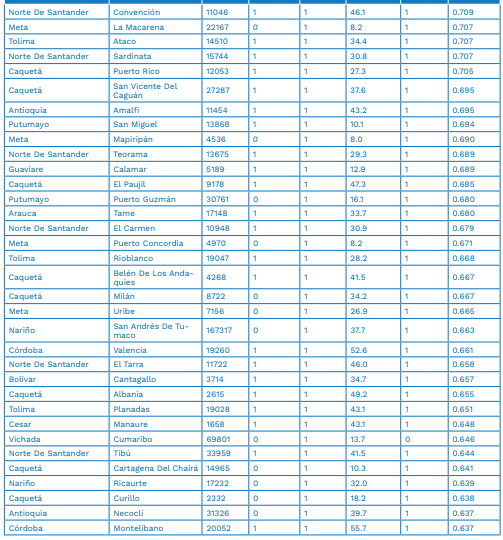 Norte De Santander Convención 11046 1 1 46.1 1 0.709
Meta La Macarena 22167 0 1 8.2 1 0.707
Tolima Ataco 14510 1 1 34.4 1 0.707
Norte De Santander Sardinata 15744 1 1 30.8 1 0.707
Caquetá Puerto Rico 12053 1 1 27.3 1 0.705
Caquetá San Vicente Del Caguán 27287 1 1 37.6 1 0.695
Antioquia Amalfi 11454 1 1 43.2 1 0.695
Putumayo San Miguel 13868 1 1 10.1 1 0.694
Meta Mapiripán 4536 0 1 8.0 1 0.690
Norte De Santander Teorama 13675 1 1 29.3 1 0.689
Guaviare Calamar 5189 1 1 12.9 1 0.689
Caquetá El Paujil 9178 1 1 47.3 1 0.685
Putumayo Puerto Guzmán 30761 0 1 16.1 1 0.680
Arauca Tame 17148 1 1 33.7 1 0.680
Norte De Santander El Carmen 10948 1 1 30.9 1 0.679
Meta Puerto Concordia 4970 0 1 8.2 1 0.671
Tolima Rioblanco 19047 1 1 28.2 1 0.668
Caquetá Belén De Los Anda-quies 4268 1 1 41.5 1 0.667
Caquetá Milán 8722 0 1 34.2 1 0.667
Meta Uribe 7156 0 1 26.9 1 0.665
Nariño San Andrés De Tu-maco 167317 0 1 37.7 1 0.663
Córdoba Valencia 19260 1 1 52.6 1 0.661
Norte De Santander El Tarra 11722 1 1 46.0 1 0.658
Bolívar Cantagallo 3714 1 1 34.7 1 0.657
Caquetá Albania 2615 1 1 49.2 1 0.655
Tolima Planadas 19028 1 1 43.1 1 0.651
Cesar Manaure 1658 1 1 43.1 1 0.648
Vichada Cumaribo 69801 0 1 13.7 0 0.646
Norte De Santander Tibú 33959 1 1 41.5 1 0.644
Caquetá Cartagena Del Chairá 14965 0 1 10.3 1 0.641
Nariño Ricaurte 17232 0 1 32.0 1 0.639
Caquetá Curillo 2332 0 1 18.2 1 0.638
Antioquia Necoclí 31326 0 1 39.7 1 0.637
Córdoba Montelíbano 20052 1 1 55.7 1 0.637